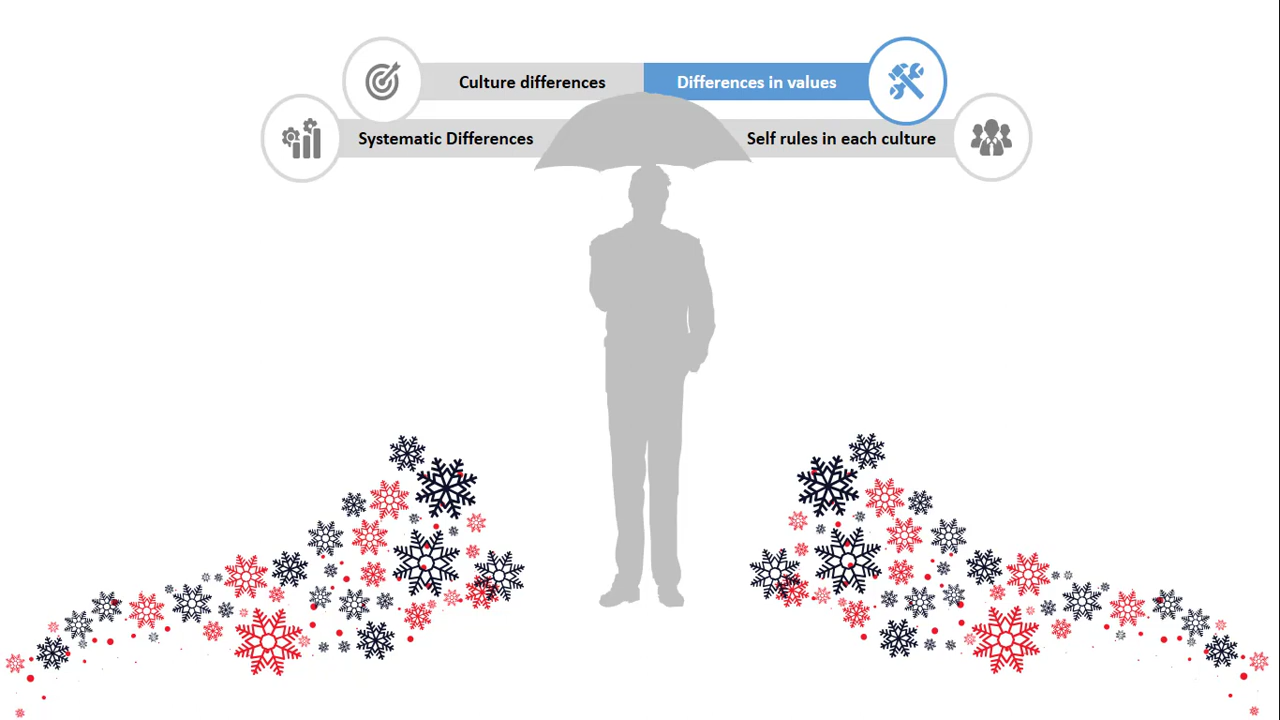 Culture differences
Differences in values
Systematic Differences
Self rules in each culture